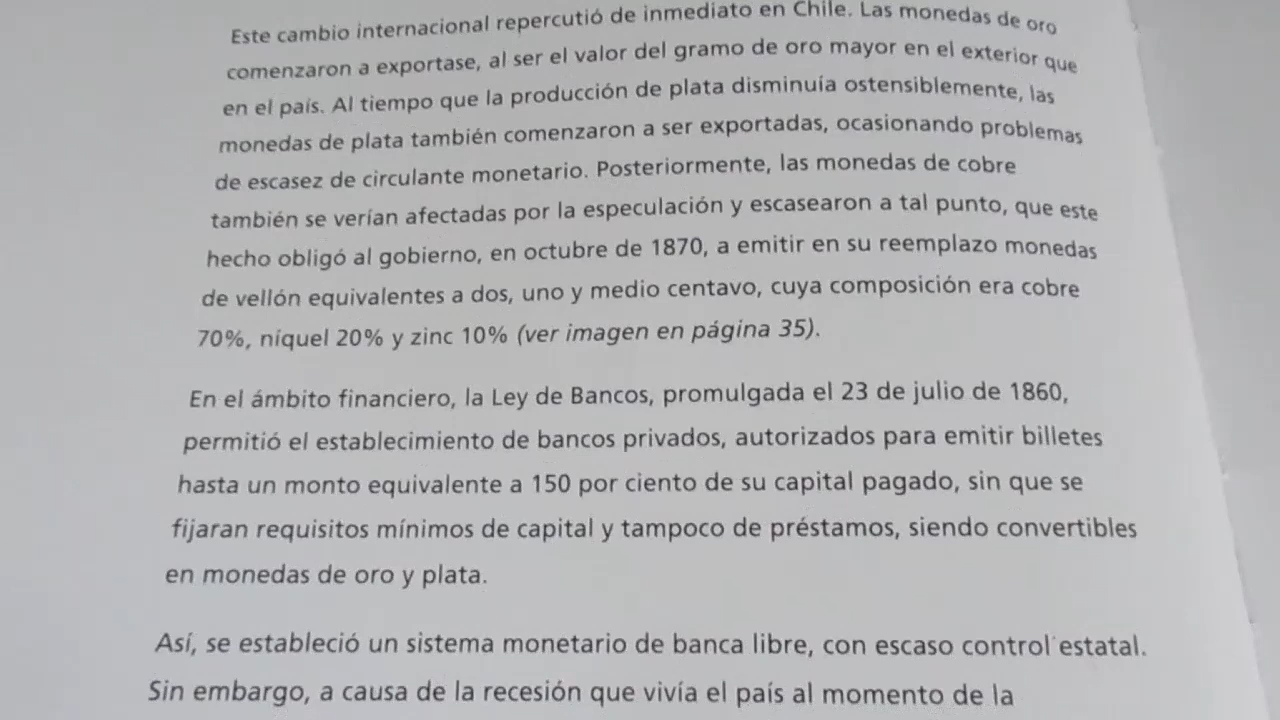 Este cambio internacional repercutió de inmediato en Chile. Las monedas de oro
comenzaron a exportase, al ser el valor del gramo de oro mayor en el exterior que
en el país. Al tiempo que la producción de plata disminuía ostensiblemente, las
monedas de plata también comenzaron a ser exportadas, ocasionando problemas
de escasez de circulante monetario. Posteriormente, las monedas de cobre
también se verían afectadas por la especulación y escasearon a tal punto, que este
hecho obligó al gobierno, en octubre de 1870, a emitir en su reemplazo monedas
de vellón equivalentes a dos, uno y medio centavo, cuya composición era cobre
70%, níquel 20% y zinc 10% (ver imagen en página 35).
En el ámbito financiero, la Ley de Bancos, promulgada el 23 de julio de 1860,
permitió el establecimiento de bancos privados, autorizados para emitir billetes
hasta un monto equivalente a 150 por ciento de su capital pagado, sin que se
fijaran requisitos mínimos de capital y tampoco de préstamos, siendo convertibles
en monedas de oro y plata.
Así, se estableció un sistema monetario de banca libre, con escaso control estatal.
Sin embargo, a causa de la recesión que vivía el país al momento de la